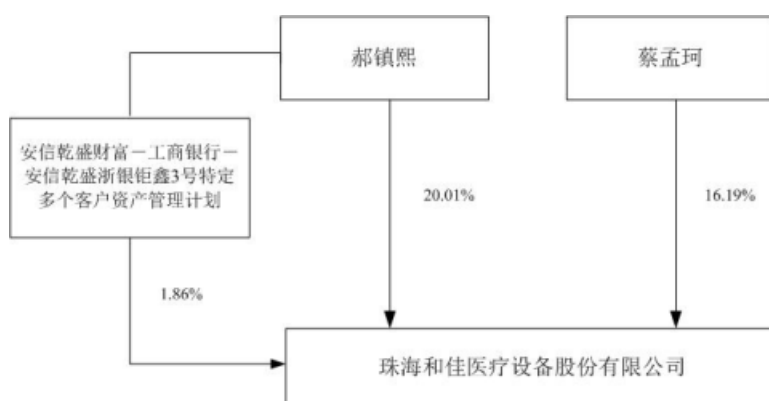 郝镇熙
蔡孟珂
安信乾盛财富－工商银行－
安信乾盛浙银钜鑫3号特定
多个客户资产管理计划
20.01%
16.19%
1.86%
珠海和佳医疗设备股份有限公司